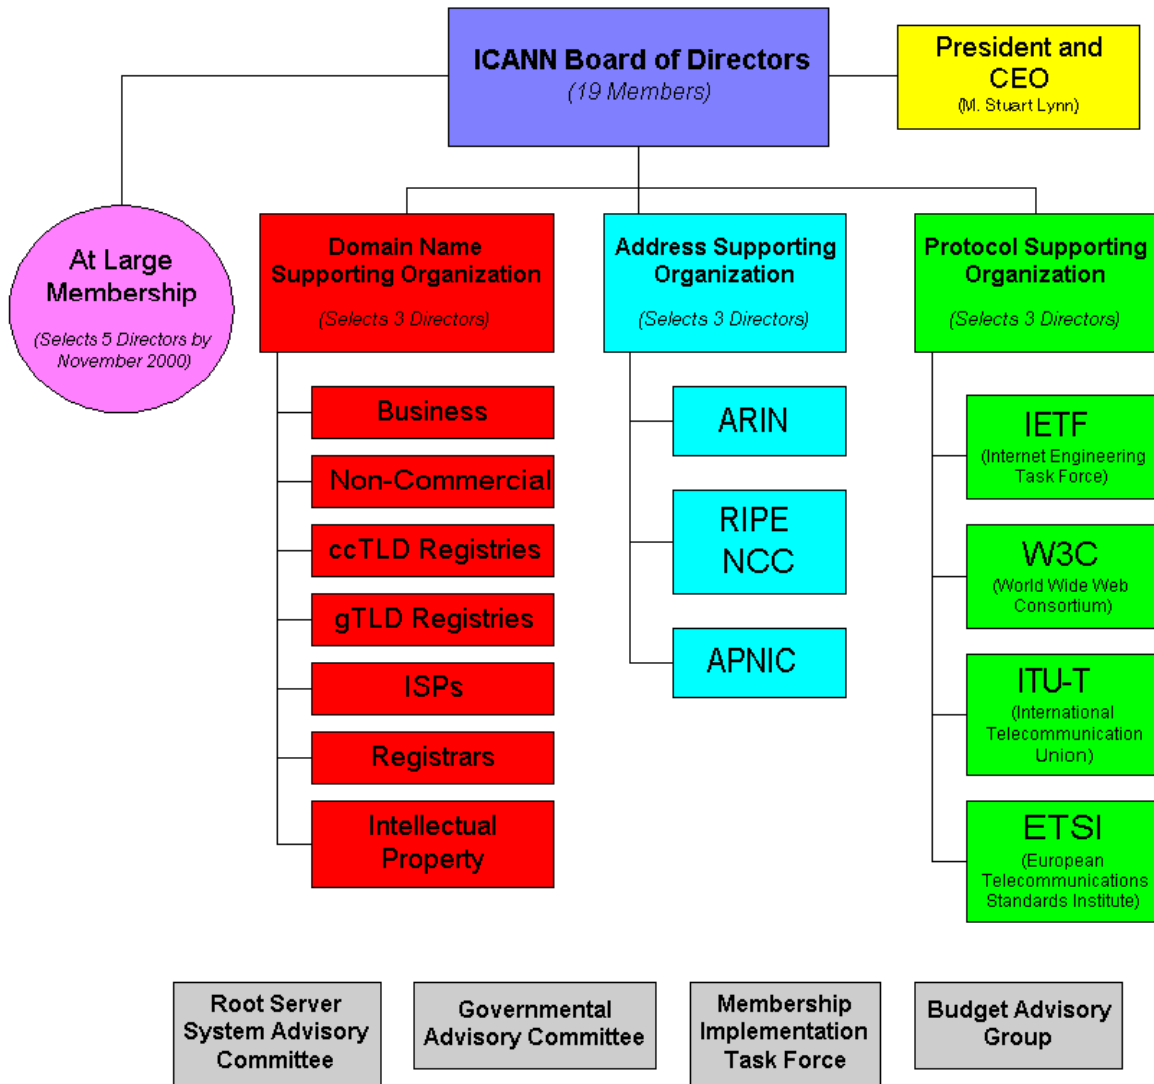 ICANN Board of Directors
(19 Members)
President and
CEO
(M. Stuart Lynn)
At Large
Membership
(Selects 5 Directors by
November 2000)
Domain Name
Supporting Organization
(Selects 3 Directors)
Business
Non-Commercial
ccTLD Registries
gTLD Registries
ISPs
Registrars
Intellectual
Property
Address Supporting
Organization
(Selects 3 Directors)
ARIN
RIPE
NCC
APNIC
Protocol Supporting
Organization
(Selects 3 Directors)
IETF
(Internet Engineering
Task Force)
W3C
(World Wide Web
Consortium)
ITU-T
(International
Telecommunication
Union)
ETSI
(European
Telecommunications
Standards Institute)
Root Server
System Advisory
Committee
Governmental
Advisory Committee
Membership
Implementation
Task Force
Budget Advisory
Group